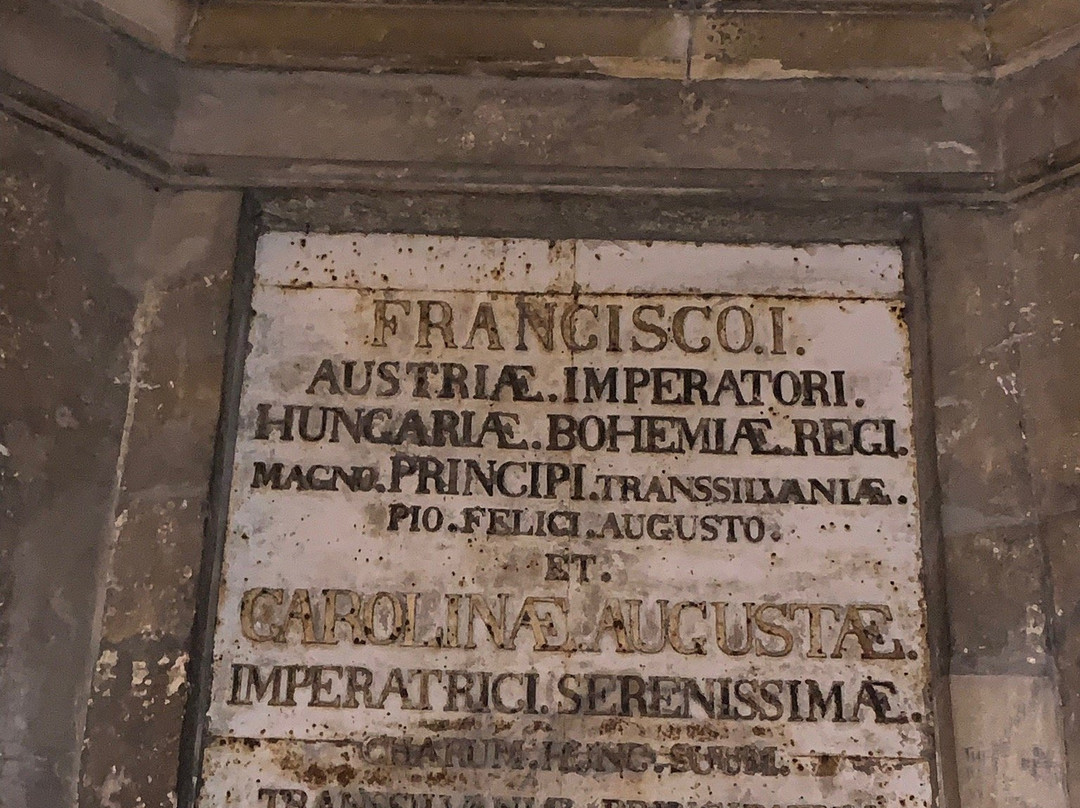 FRANCISCO.I.
AUSTRIÆ.IMPERATORI.
HUNGARIÆ.BOHEMIÆ.REGI.
MAGNO.PRINCIPI.TRANSSILVANIÆ.
PIO.FELICI.AUGUSTO.
ET.
CAROLINÆ.AUGUSTÆ.
IMPERATRICI.SERENISSIMÆ.